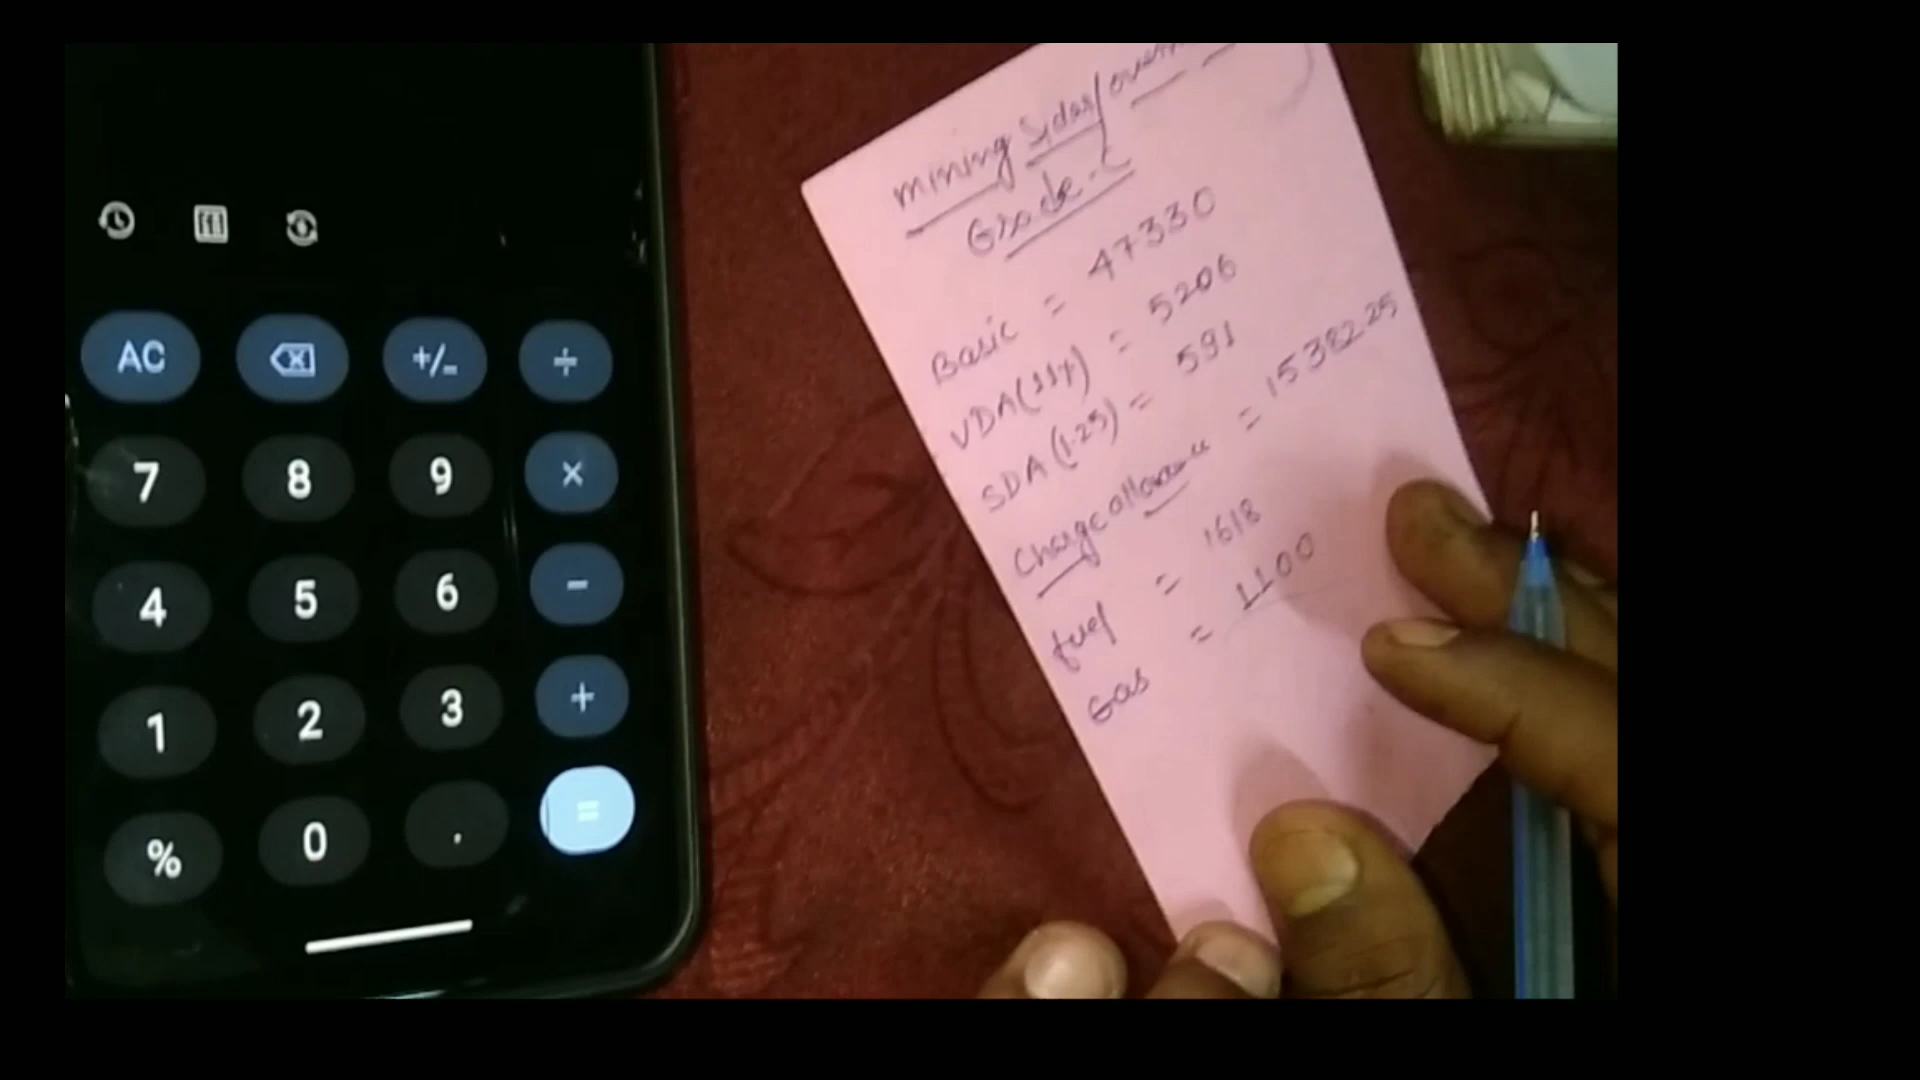 AC
+/-
÷
7
8
9
×
4
5
6
-
1
2
3
+
%
0
.
=
mining Sidar/
Grade-C
Basic = 47330
VDA(11%) = 5206
SDA (1.25) = 591
Charge allowance = 15382.25
fuel = 1618
Gas = 1100